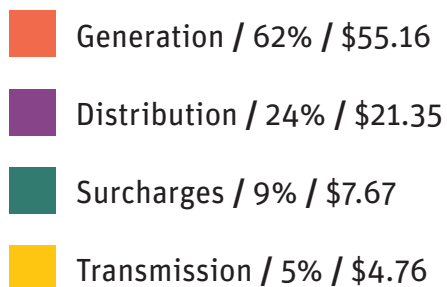 Generation / 62% / $55.16
Distribution / 24% / $21.35
Surcharges / 9% / $7.67
Transmission / 5% / $4.76